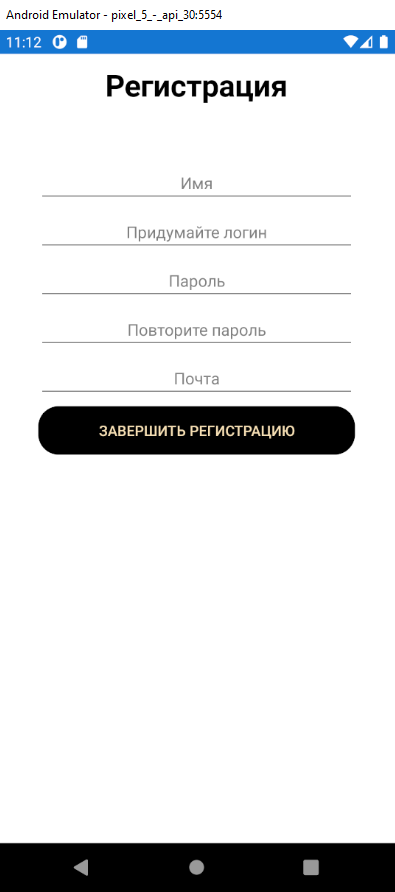 Android Emulator - pixel_5_-_api_30:5554
11:12
Регистрация
Имя
Придумайте логин
Пароль
Повторите пароль
Почта
ЗАВЕРШИТЬ РЕГИСТРАЦИЮ